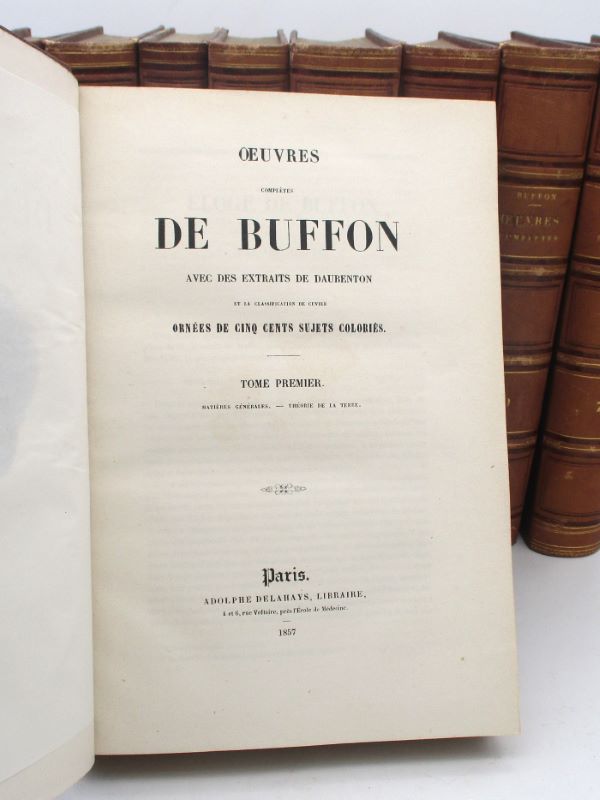 ŒUVRES
COMPLÈTES
DE BUFFON
AVEC DES EXTRAITS DE DAUBENTON
ET LA CLASSIFICATION DE CUVIER
ORNÉES DE CINQ CENTS SUJETS COLORIÉS.
TOME PREMIER.
MATIÈRES GÉNÉRALES. — THÉORIE DE LA TERRE.
Paris.
ADOLPHE DELAHAYS, LIBRAIRE,
4 et 6, rue Voltaire, près l'École de Médecine.
1857
BUFFON
ŒUVRES
COMPLÈTES